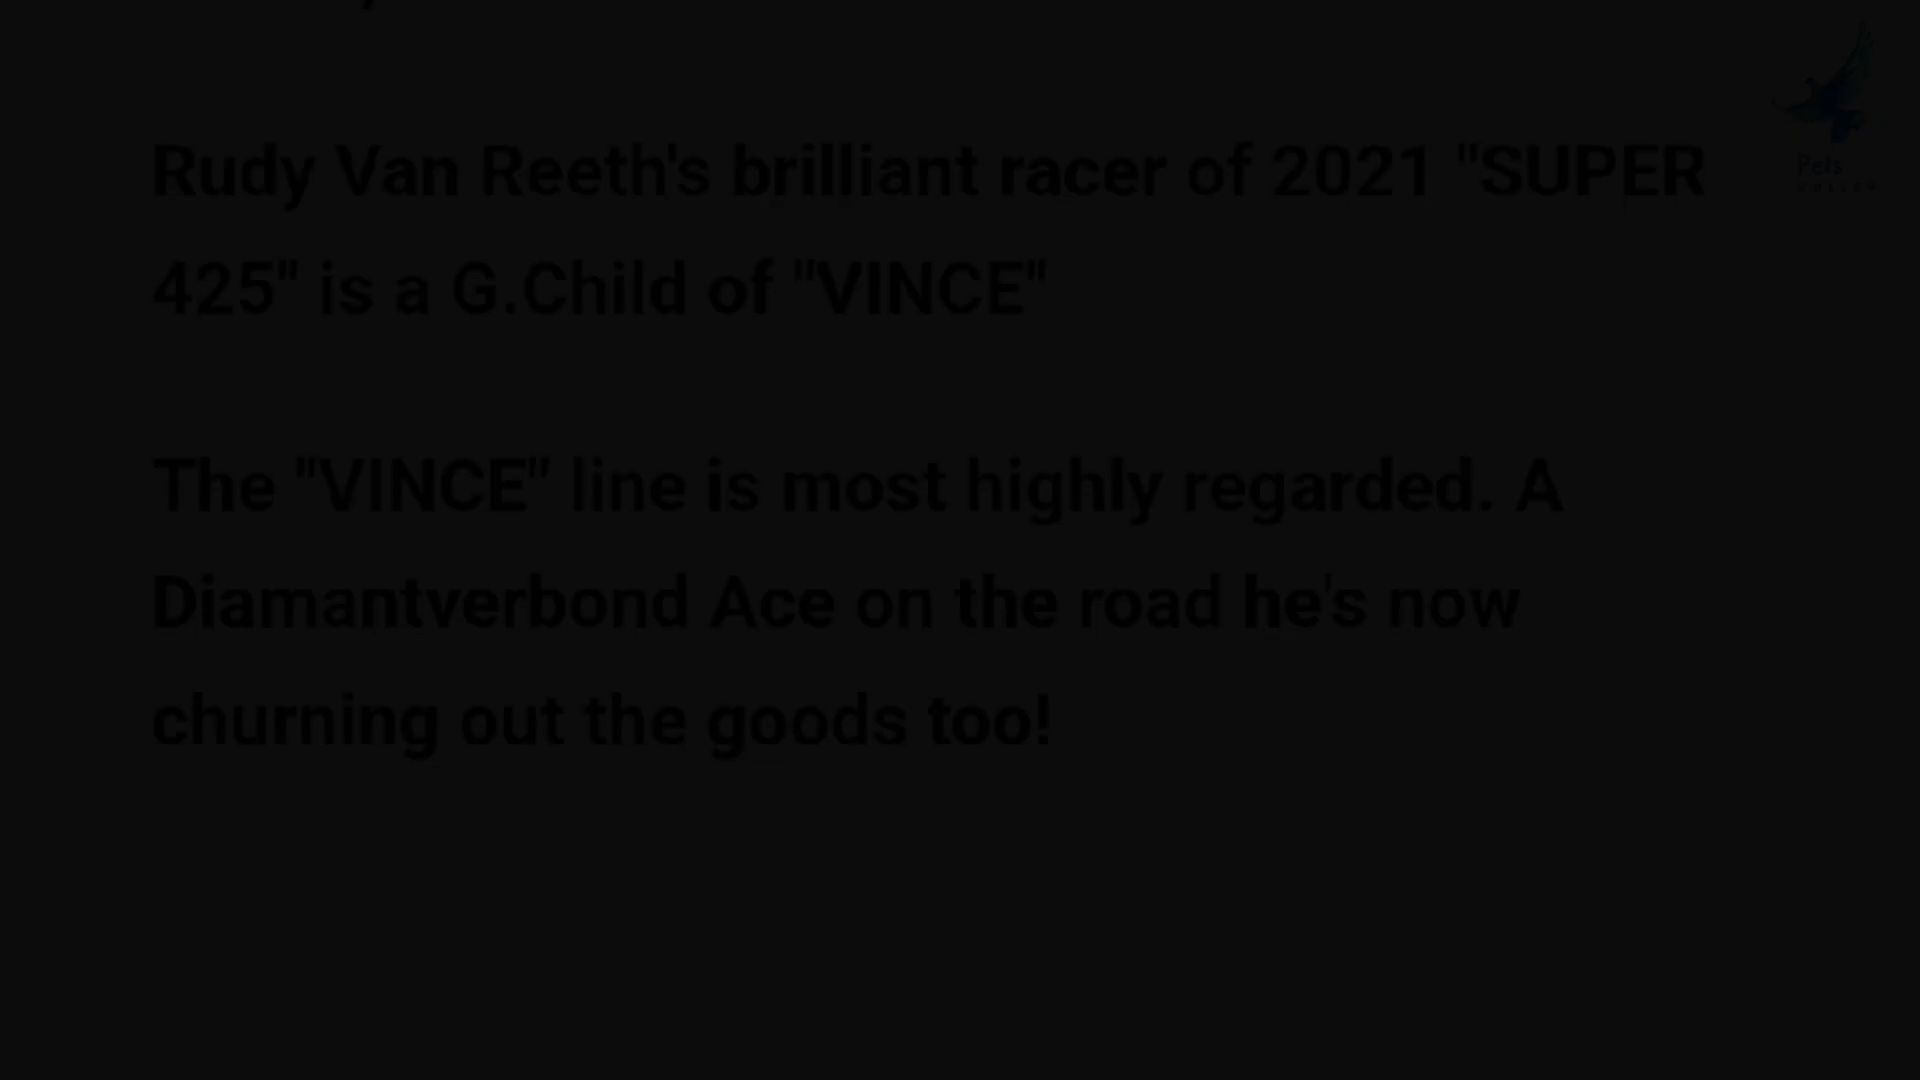 Rudy Van Reeth's brilliant racer of 2021 "SUPER
425" is a G.Child of "VINCE"
The "VINCE" line is most highly regarded. A
Diamantverbond Ace on the road he's now
churning out the goods too!
Pets